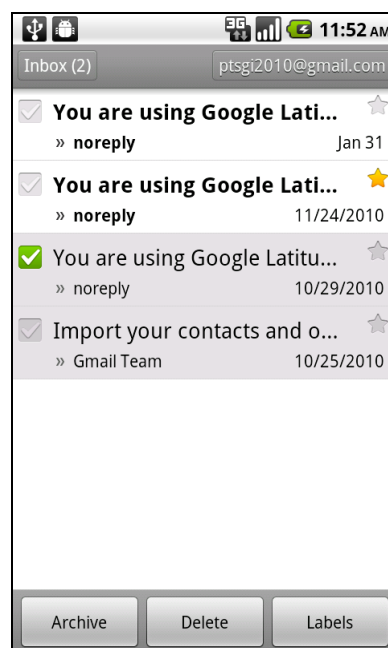 3G 11:52 AM
Inbox (2) ptsgi2010@gmail.com
You are using Google Lati...
» noreply Jan 31
You are using Google Lati...
» noreply 11/24/2010
You are using Google Latitu...
» noreply 10/29/2010
Import your contacts and o...
» Gmail Team 10/25/2010
Archive Delete Labels